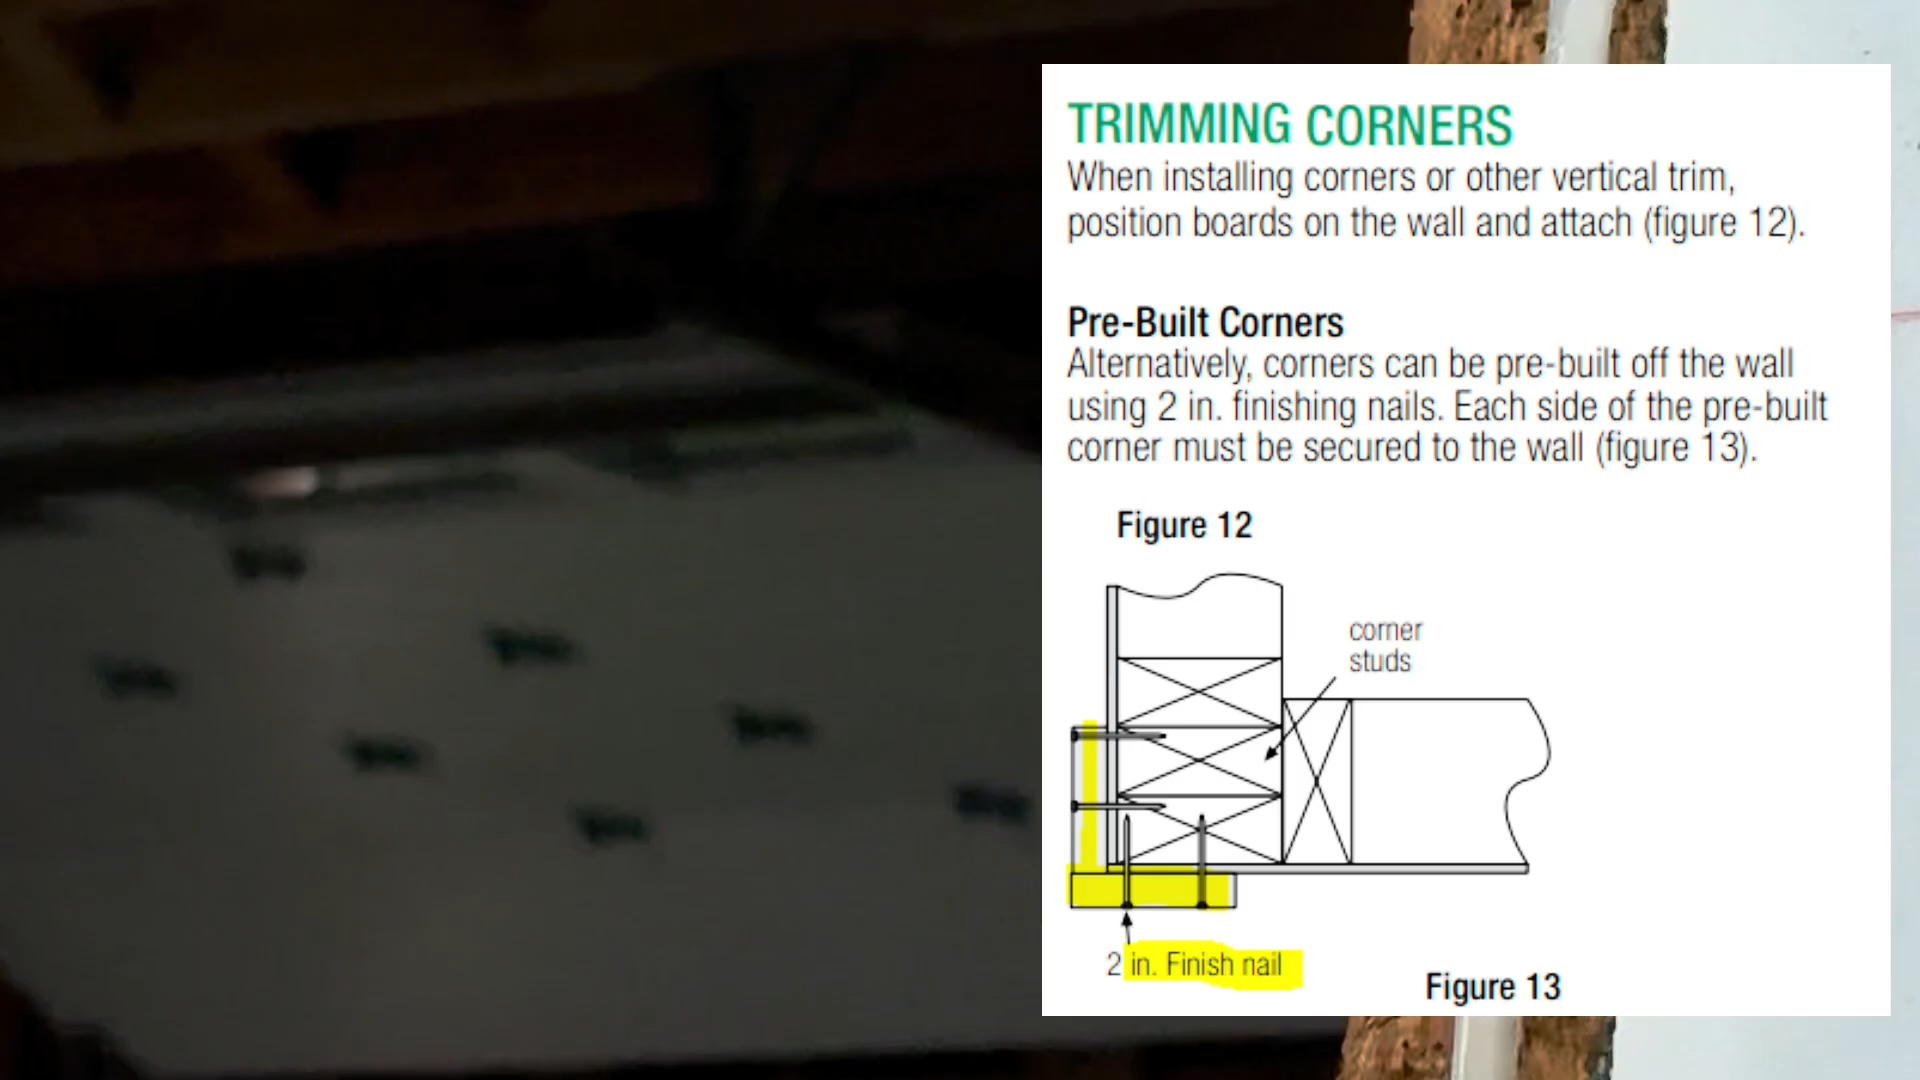 TRIMMING CORNERS
When installing corners or other vertical trim,
position boards on the wall and attach (figure 12).
Pre-Built Corners
Alternatively, corners can be pre-built off the wall
using 2 in. finishing nails. Each side of the pre-built
corner must be secured to the wall (figure 13).
Figure 12
corner
studs
2 in. Finish nail
Figure 13